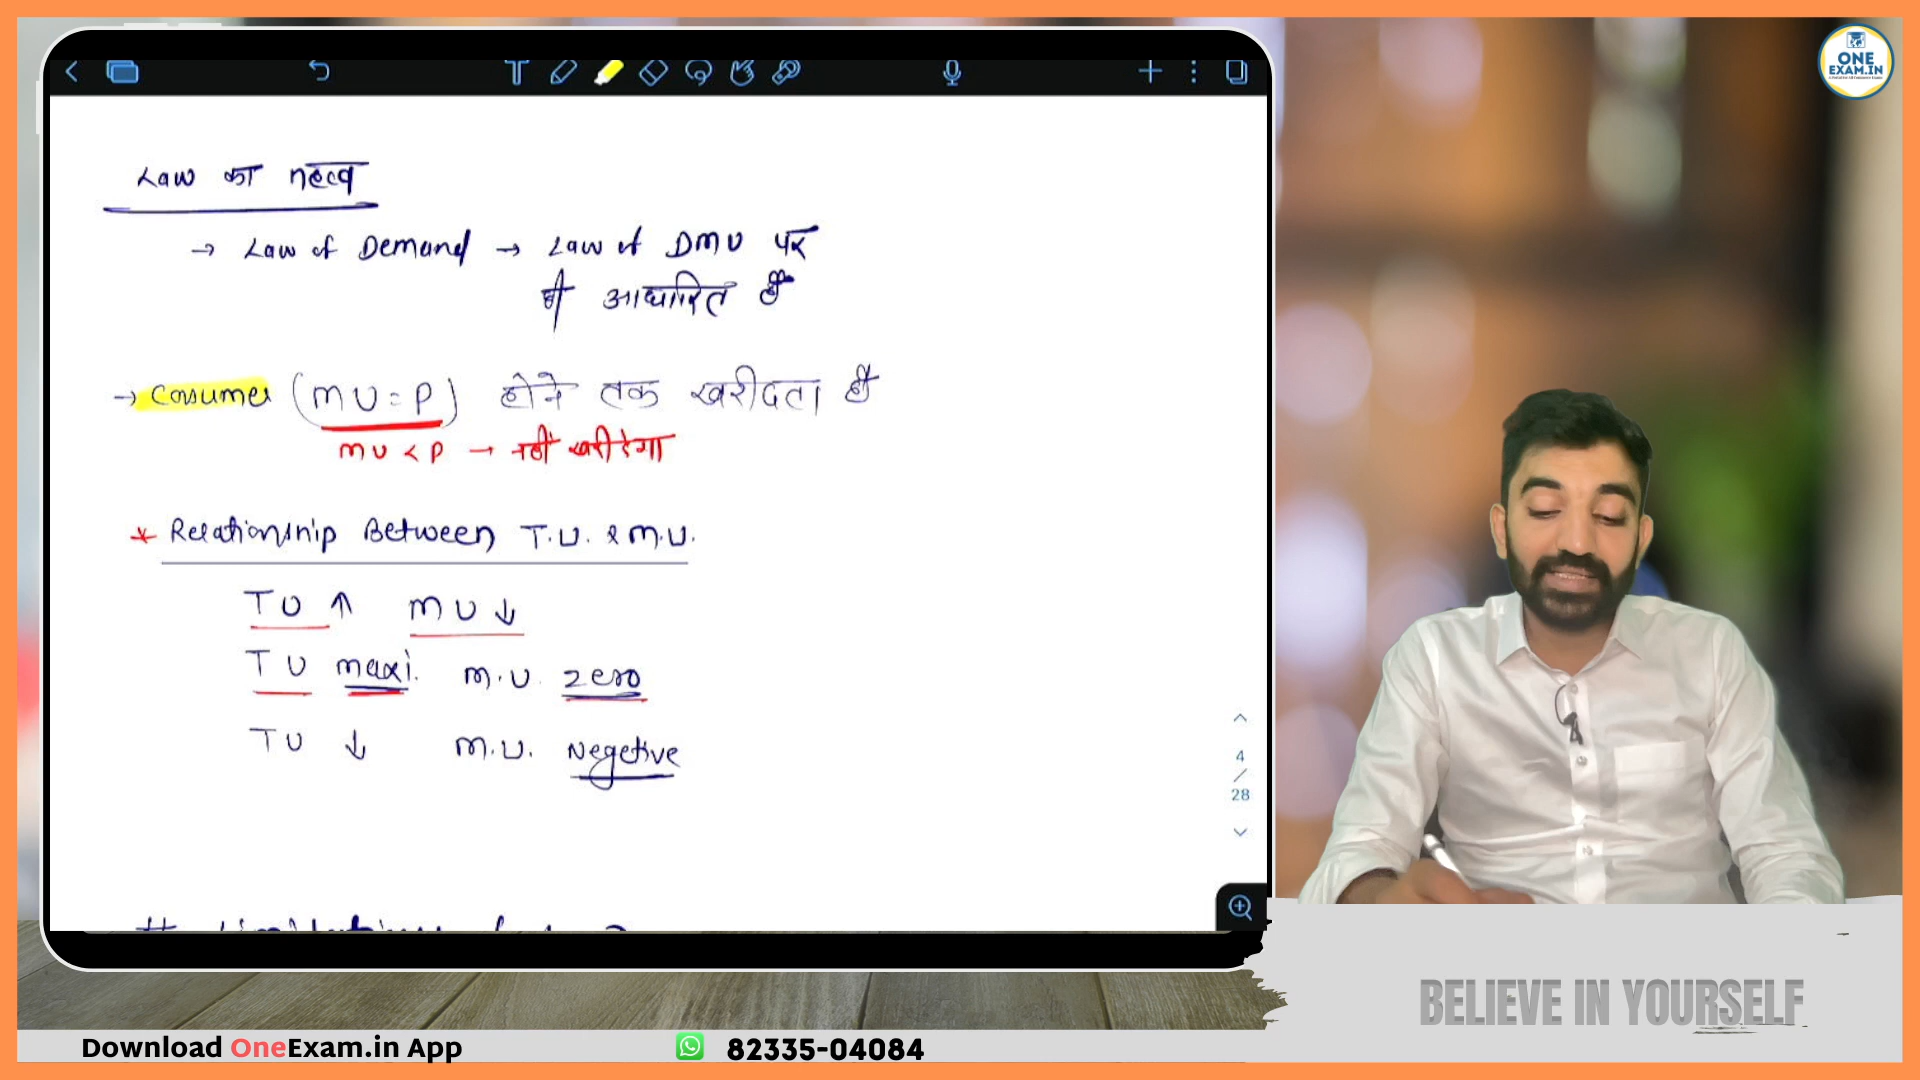 Law का महत्व
→ Law of Demand → Law of DMU पर
ही आधारित है
→ Cosumer (MU = P) होने तक खरीदता है
MU < P → नहीं खरीदेगा
* Relationship Between T.U. & M.U.
TU ↑ MU ↓
TU maxi. M.U. zero
TU ↓ M.U. Negetive
4
/
28
ONE
EXAM.IN
BELIEVE IN YOURSELF
Download OneExam.in App
82335-04084